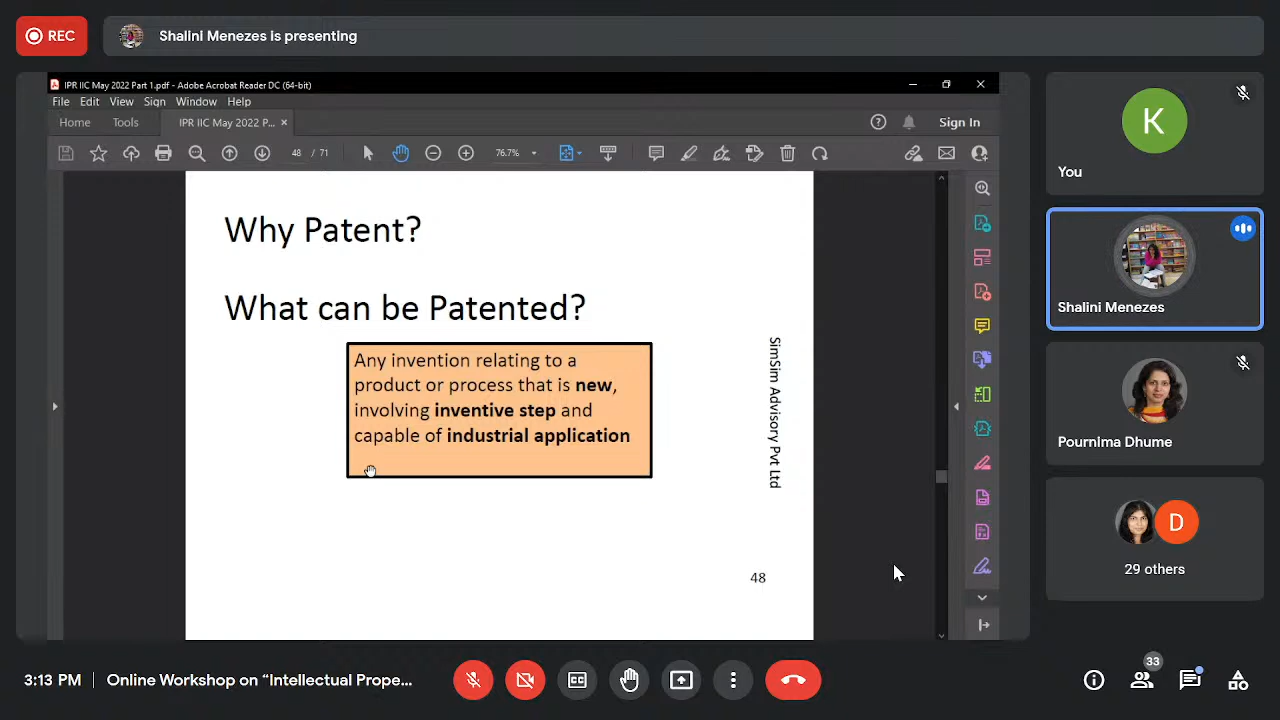 REC
Shalini Menezes is presenting
IPR IIC May 2022 Part 1.pdf - Adobe Acrobat Reader DC (64-bit)
File Edit View Sign Window Help
Home Tools IPR IIC May 2022 P... ×
Sign In
48 / 71
76.7%
Why Patent?
What can be Patented?
Any invention relating to a
product or process that is new,
involving inventive step and
capable of industrial application
SimSim Advisory Pvt Ltd
48
K
You
Shalini Menezes
Pournima Dhume
D
29 others
3:13 PM | Online Workshop on “Intellectual Prope...
33